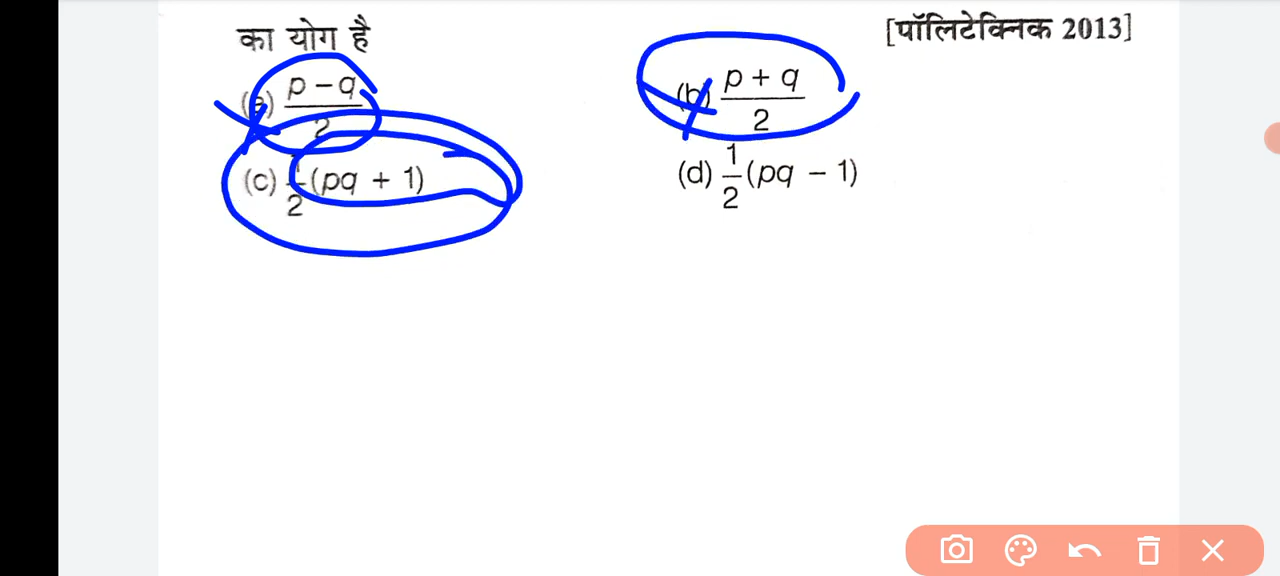 का योग है [पॉलिटेक्निक 2013]
(a) p – q / 2 (b) p + q / 2
(c) 1/2 (pq + 1) (d) 1/2 (pq – 1)